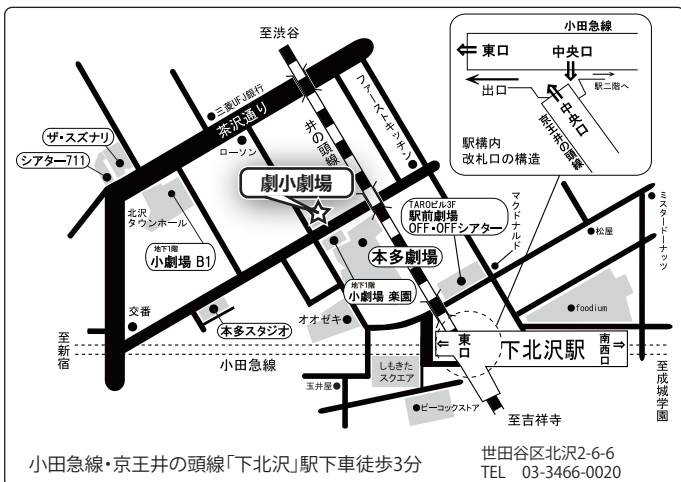 至渋谷
三菱UFJ銀行
茶沢通り
ローソン
井の頭線
ファーストキッチン
ザ・スズナリ
シアター711
北沢
タウンホール
地下1階
小劇場 B1
劇小劇場
本多劇場
地下1階
小劇場 楽園
TAROビル3F
駅前劇場
OFF・OFFシアター
マクドナルド
松屋
ミスタードーナッツ
foodium
交番
本多スタジオ
オオゼキ
至新宿
小田急線
東口
下北沢駅
南西口
至成城学園
しもきた
スクエア
玉井屋
ピーコックストア
至吉祥寺
小田急線
東口
中央口
出口
駅二階へ
中央口
京王井の頭線
駅構内
改札口の構造
小田急線・京王井の頭線「下北沢」駅下車徒歩3分
世田谷区北沢2-6-6
TEL 03-3466-0020